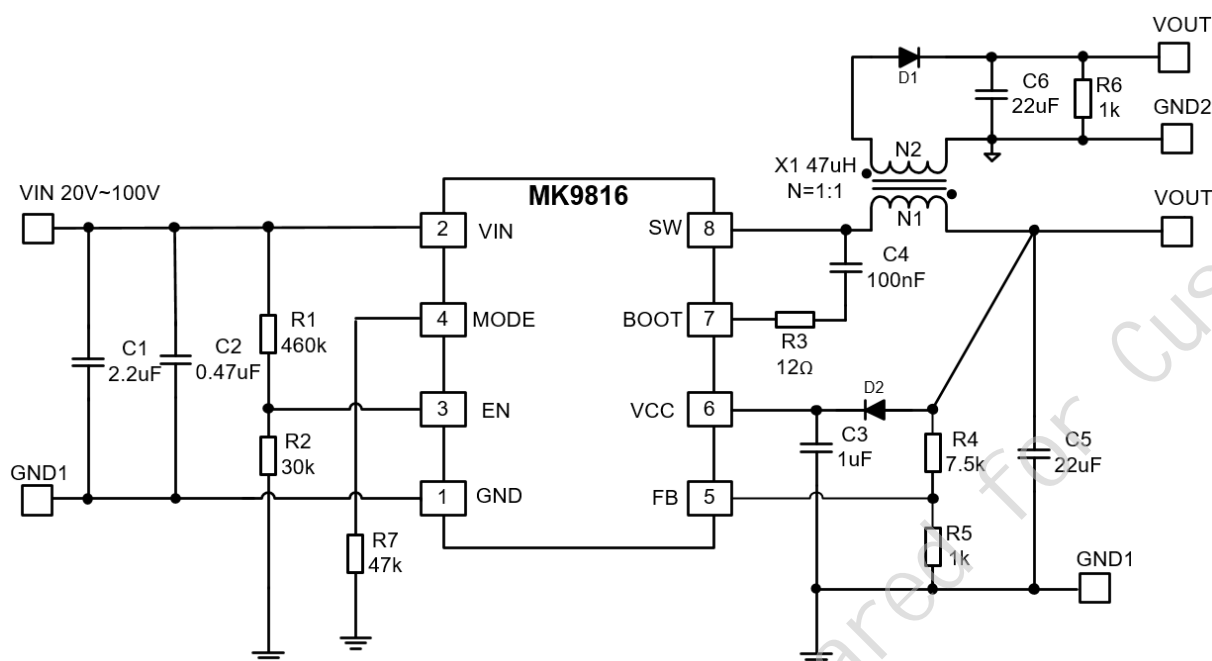 VOUT
D1
C6
22uF
R6
1k
GND2
N2
X1 47uH
N=1:1
N1
VOUT
VIN 20V~100V
MK9816
2
VIN
SW
8
C4
100nF
4
MODE
BOOT
7
R3
12Ω
R1
460k
C1
2.2uF
C2
0.47uF
3
EN
VCC
6
D2
C3
1uF
R4
7.5k
C5
22uF
R2
30k
GND1
1
GND
FB
5
R7
47k
R5
1k
GND1
ared for Cus